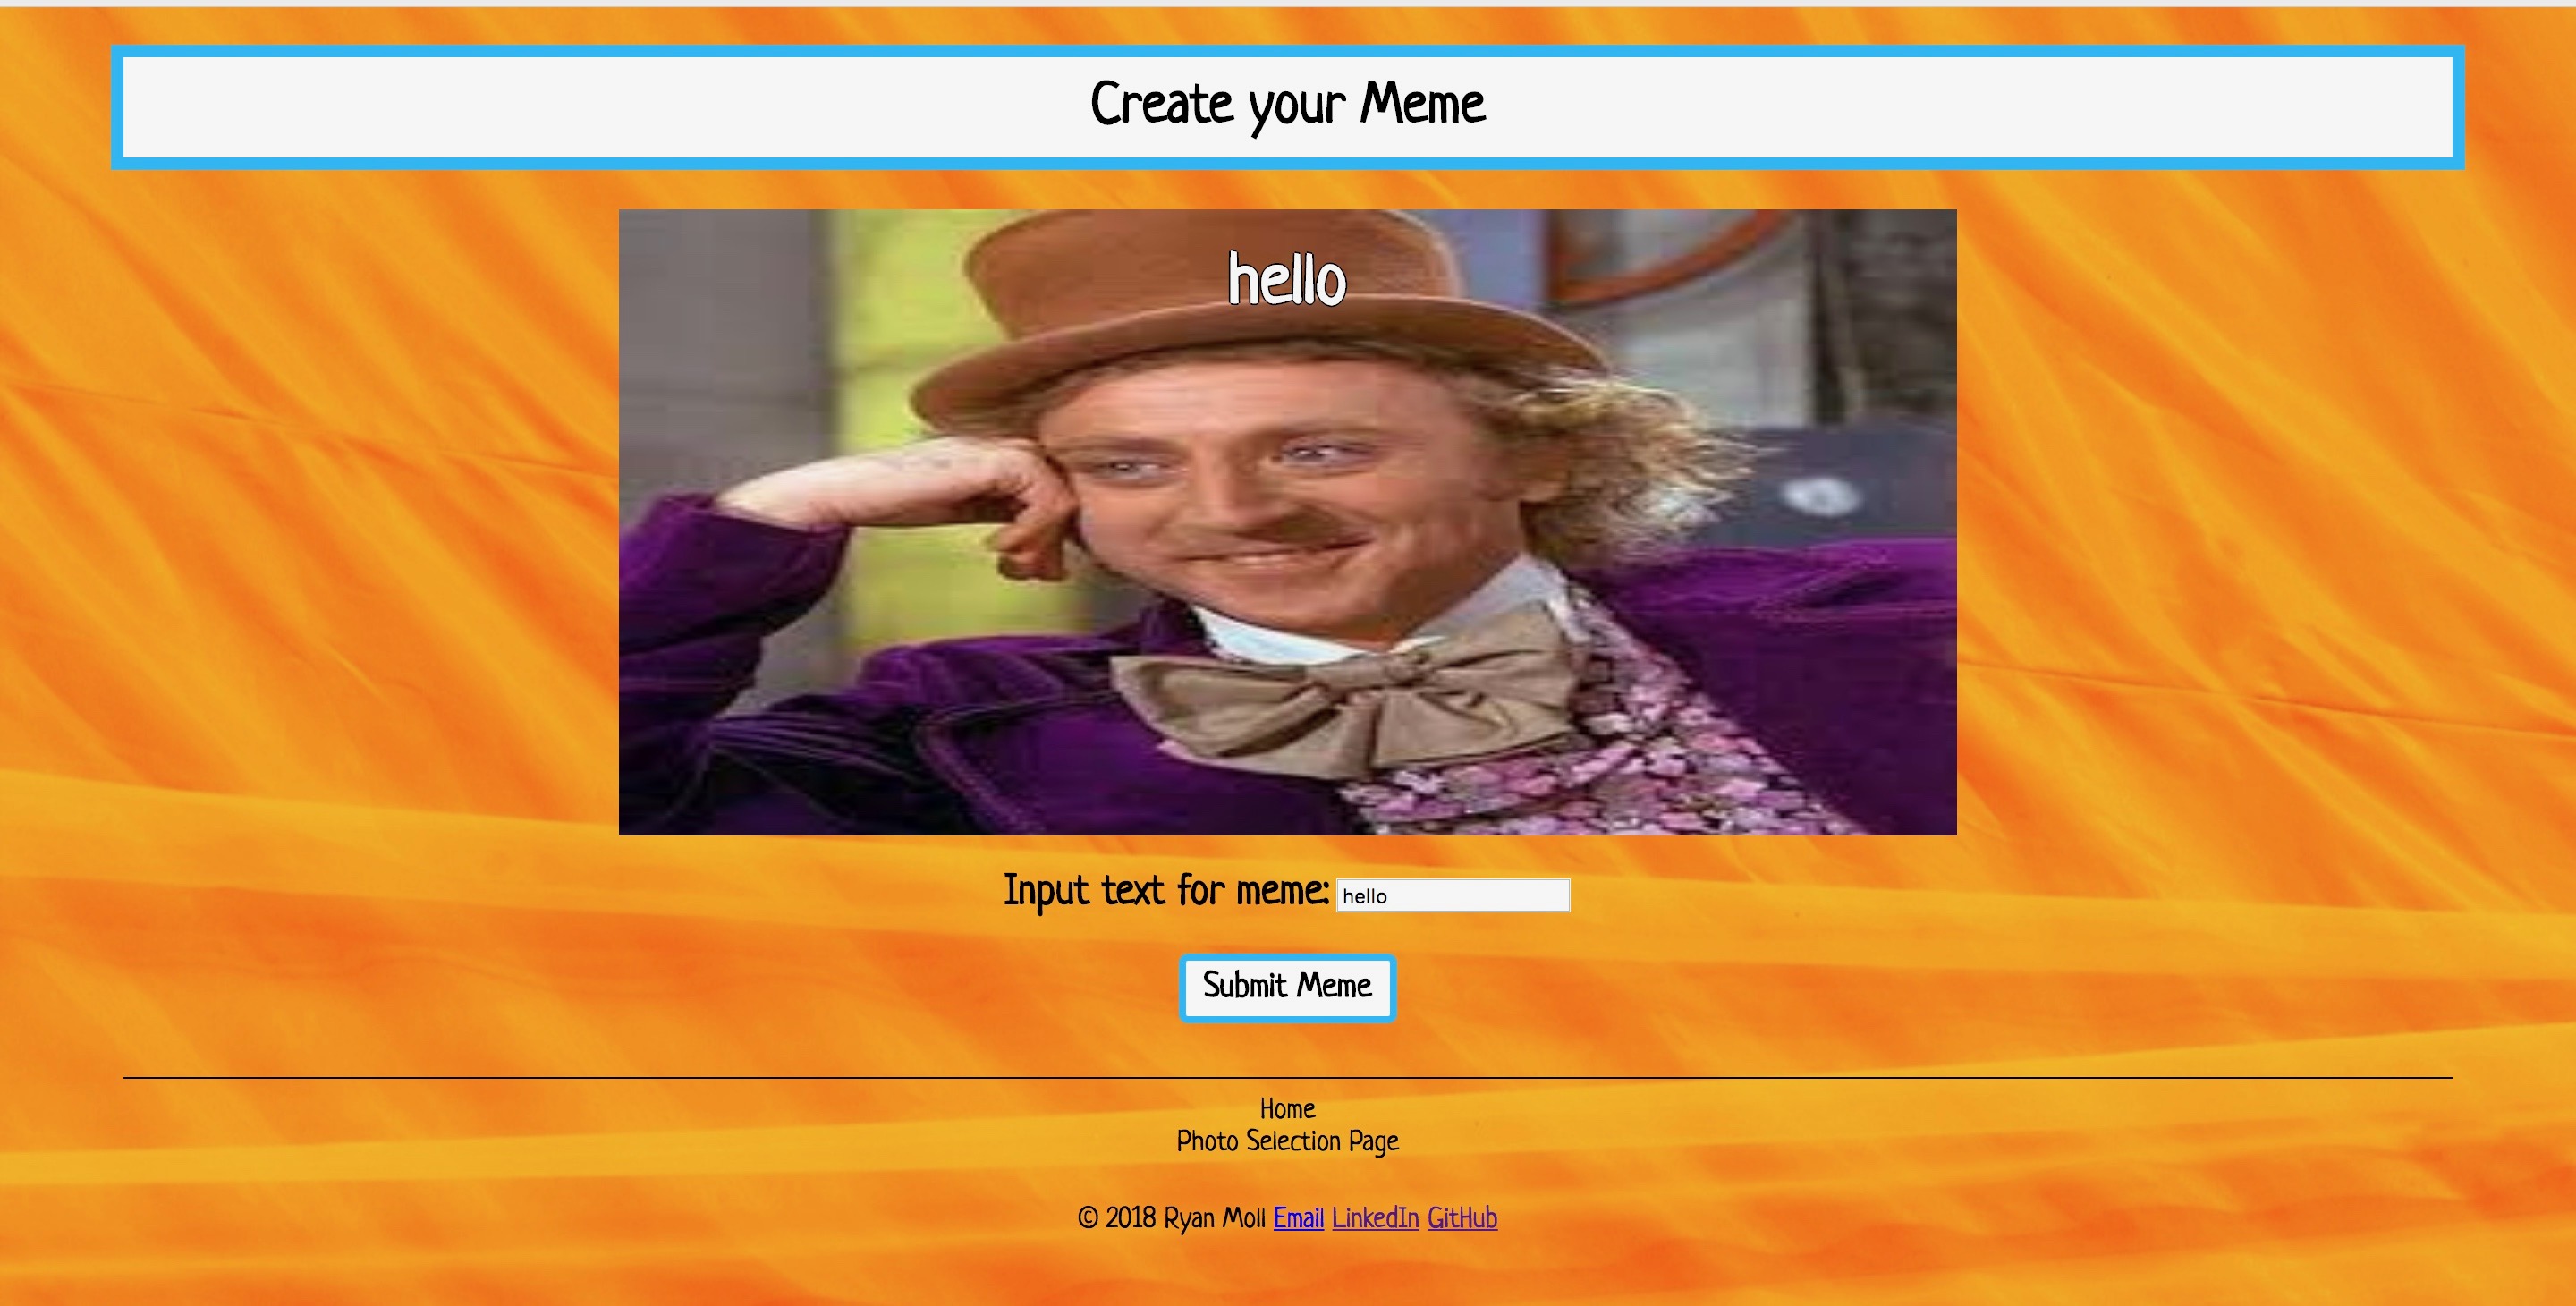 Create your Meme
hello
Input text for meme: hello
Submit Meme
Home
Photo Selection Page
© 2018 Ryan Moll Email LinkedIn GitHub